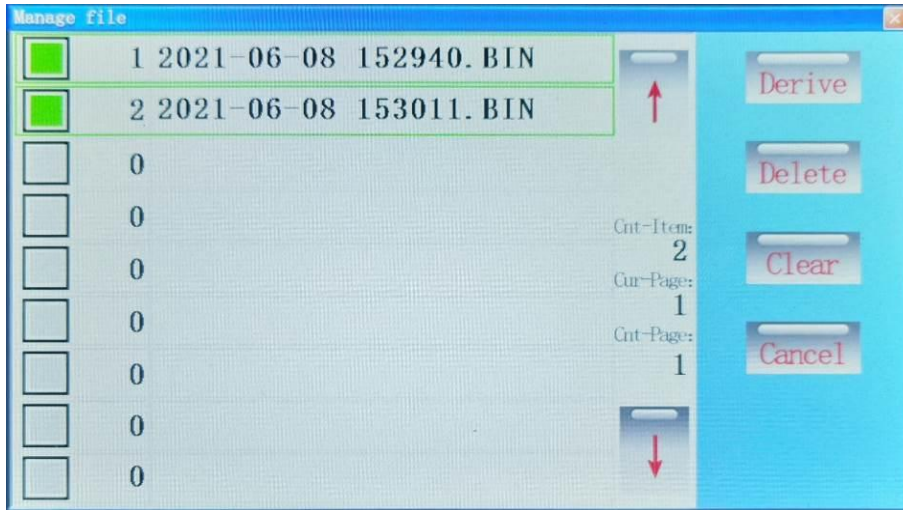 Manage file
1 2021-06-08 152940.BIN
2 2021-06-08 153011.BIN
0
0
0
0
0
0
0
Cnt-Item:
2
Cur-Page:
1
Cnt-Page:
1
Derive
Delete
Clear
Cancel